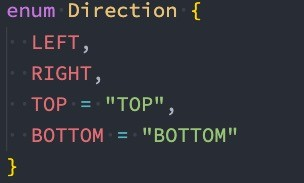 enum Direction {
  LEFT,
  RIGHT,
  TOP = "TOP",
  BOTTOM = "BOTTOM"
}